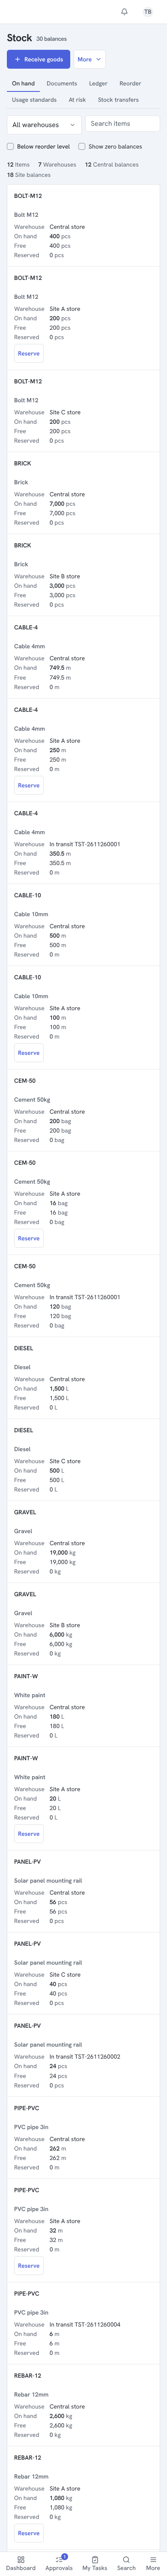 TB
Stock 30 balances
+ Receive goods More
On hand Documents Ledger Reorder
Usage standards At risk Stock transfers
All warehouses Search items
Below reorder level Show zero balances
12 Items 7 Warehouses 12 Central balances
18 Site balances
BOLT-M12
Bolt M12
Warehouse Central store
On hand 400 pcs
Free 400 pcs
Reserved 0 pcs
BOLT-M12
Bolt M12
Warehouse Site A store
On hand 200 pcs
Free 200 pcs
Reserved 0 pcs
Reserve
BOLT-M12
Bolt M12
Warehouse Site C store
On hand 200 pcs
Free 200 pcs
Reserved 0 pcs
BRICK
Brick
Warehouse Central store
On hand 7,000 pcs
Free 7,000 pcs
Reserved 0 pcs
BRICK
Brick
Warehouse Site B store
On hand 3,000 pcs
Free 3,000 pcs
Reserved 0 pcs
CABLE-4
Cable 4mm
Warehouse Central store
On hand 749.5 m
Free 749.5 m
Reserved 0 m
CABLE-4
Cable 4mm
Warehouse Site A store
On hand 250 m
Free 250 m
Reserved 0 m
Reserve
CABLE-4
Cable 4mm
Warehouse In transit TST-2611260001
On hand 350.5 m
Free 350.5 m
Reserved 0 m
CABLE-10
Cable 10mm
Warehouse Central store
On hand 500 m
Free 500 m
Reserved 0 m
CABLE-10
Cable 10mm
Warehouse Site A store
On hand 100 m
Free 100 m
Reserved 0 m
Reserve
CEM-50
Cement 50kg
Warehouse Central store
On hand 200 bag
Free 200 bag
Reserved 0 bag
CEM-50
Cement 50kg
Warehouse Site A store
On hand 16 bag
Free 16 bag
Reserved 0 bag
Reserve
CEM-50
Cement 50kg
Warehouse In transit TST-2611260001
On hand 120 bag
Free 120 bag
Reserved 0 bag
DIESEL
Diesel
Warehouse Central store
On hand 1,500 L
Free 1,500 L
Reserved 0 L
DIESEL
Diesel
Warehouse Site C store
On hand 500 L
Free 500 L
Reserved 0 L
GRAVEL
Gravel
Warehouse Central store
On hand 19,000 kg
Free 19,000 kg
Reserved 0 kg
GRAVEL
Gravel
Warehouse Site B store
On hand 6,000 kg
Free 6,000 kg
Reserved 0 kg
PAINT-W
White paint
Warehouse Central store
On hand 180 L
Free 180 L
Reserved 0 L
PAINT-W
White paint
Warehouse Site A store
On hand 20 L
Free 20 L
Reserved 0 L
Reserve
PANEL-PV
Solar panel mounting rail
Warehouse Central store
On hand 56 pcs
Free 56 pcs
Reserved 0 pcs
PANEL-PV
Solar panel mounting rail
Warehouse Site C store
On hand 40 pcs
Free 40 pcs
Reserved 0 pcs
PANEL-PV
Solar panel mounting rail
Warehouse In transit TST-2611260002
On hand 24 pcs
Free 24 pcs
Reserved 0 pcs
PIPE-PVC
PVC pipe 3in
Warehouse Central store
On hand 262 m
Free 262 m
Reserved 0 m
PIPE-PVC
PVC pipe 3in
Warehouse Site A store
On hand 32 m
Free 32 m
Reserved 0 m
Reserve
PIPE-PVC
PVC pipe 3in
Warehouse In transit TST-2611260004
On hand 6 m
Free 6 m
Reserved 0 m
REBAR-12
Rebar 12mm
Warehouse Central store
On hand 2,600 kg
Free 2,600 kg
Reserved 0 kg
REBAR-12
Rebar 12mm
Warehouse Site A store
On hand 1,080 kg
Free 1,080 kg
Reserved 0 kg
Reserve
1
Dashboard Approvals My Tasks Search More